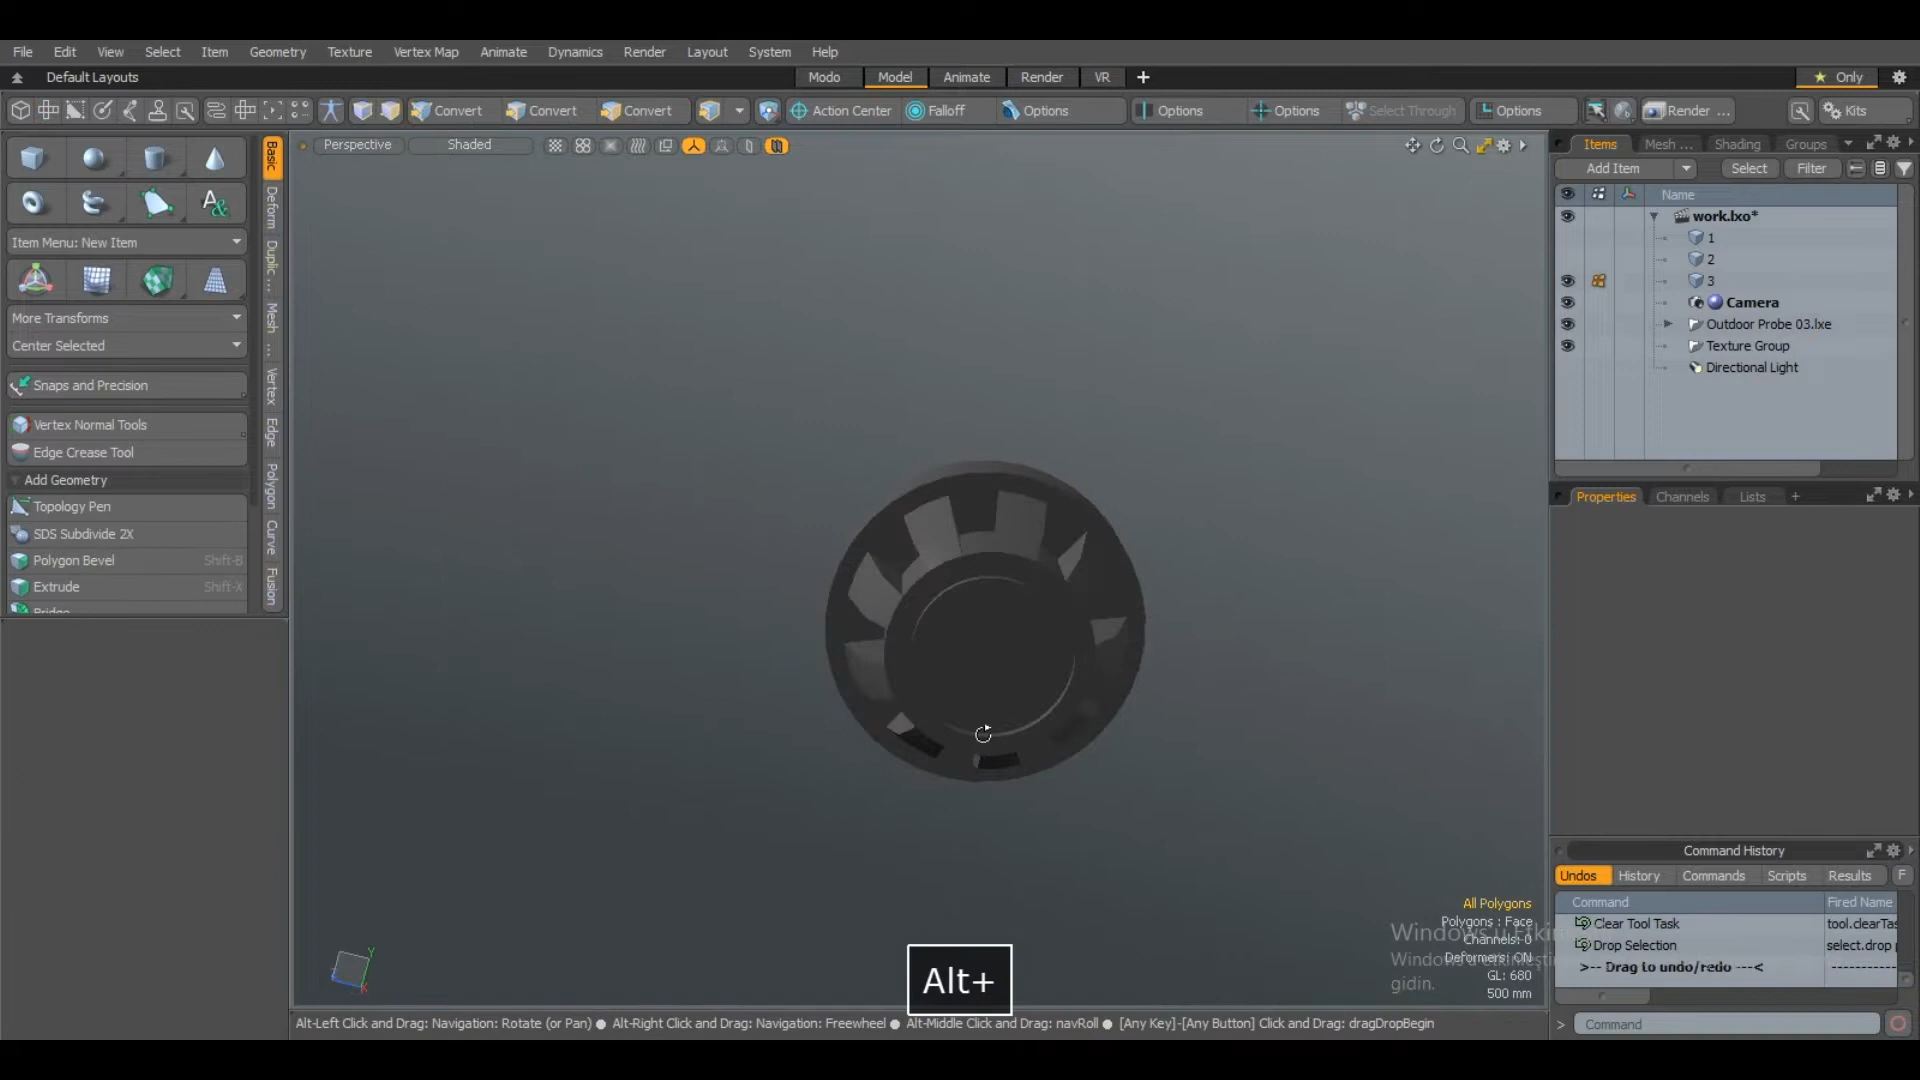 File Edit View Select Item Geometry Texture Vertex Map Animate Dynamics Render Layout System Help
Default Layouts
Modo Model Animate Render VR +
Only
Convert Convert Convert Action Center Falloff Options Options Options Select Through Options Render ... Kits
Perspective Shaded
Basic
Deform
Duplic ...
Mesh ...
Vertex
Edge
Polygon
Curve
Fusion
Item Menu: New Item
More Transforms
Center Selected
Snaps and Precision
Vertex Normal Tools
Edge Crease Tool
Add Geometry
Topology Pen
SDS Subdivide 2X
Polygon Bevel Shift-B
Extrude Shift-X
Bridge
Items Mesh ... Shading Groups
Add Item Select Filter
Name
work.lxo*
1
2
3
Camera
Outdoor Probe 03.lxe
Texture Group
Directional Light
Properties Channels Lists +
Command History
Undos History Commands Scripts Results F
Command Fired Name
Clear Tool Task tool.clearTas
Drop Selection select.drop
>-- Drag to undo/redo ---< -----------
> Command
All Polygons
Polygons : Face
Channels: 0
Deformers: ON
GL: 680
500 mm
gidin.
Alt+
Alt-Left Click and Drag: Navigation: Rotate (or Pan) ● Alt-Right Click and Drag: Navigation: Freewheel ● Alt-Middle Click and Drag: navRoll ● [Any Key]-[Any Button] Click and Drag: dragDropBegin